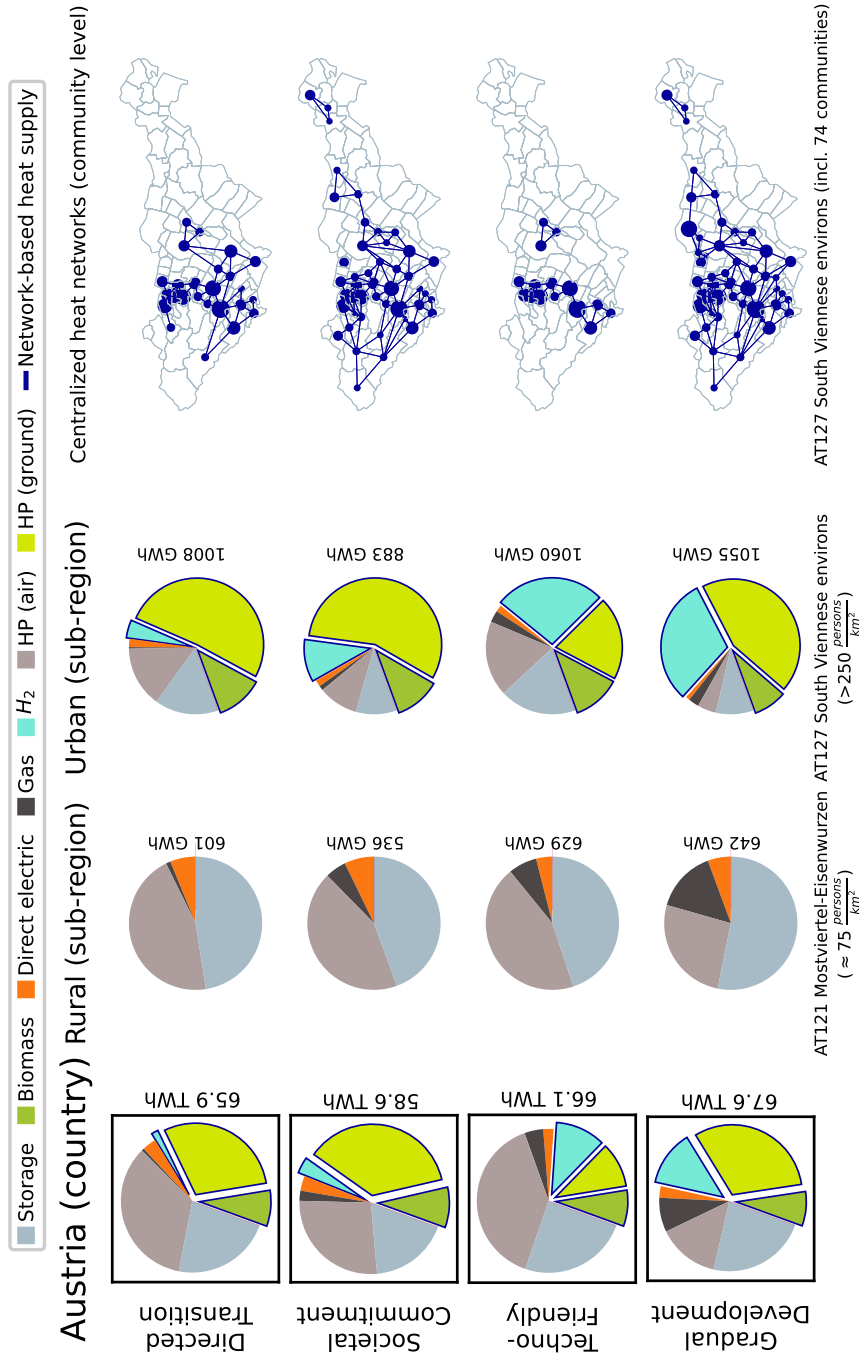 Storage Biomass Direct electric Gas H₂ HP (air) HP (ground) Network-based heat supply
Austria (country)
Rural (sub-region)
Urban (sub-region)
Centralized heat networks (community level)
Directed
Transition
65.9 TWh
601 GWh
1008 GWh
Societal
Commitment
58.6 TWh
536 GWh
883 GWh
Techno-
Friendly
66.1 TWh
629 GWh
1060 GWh
Gradual
Development
67.6 TWh
642 GWh
1055 GWh
AT121 Mostviertel-Eisenwurzen
(≈ 75 persons/km²)
AT127 South Viennese environs
(>250 persons/km²)
AT127 South Viennese environs (incl. 74 communities)